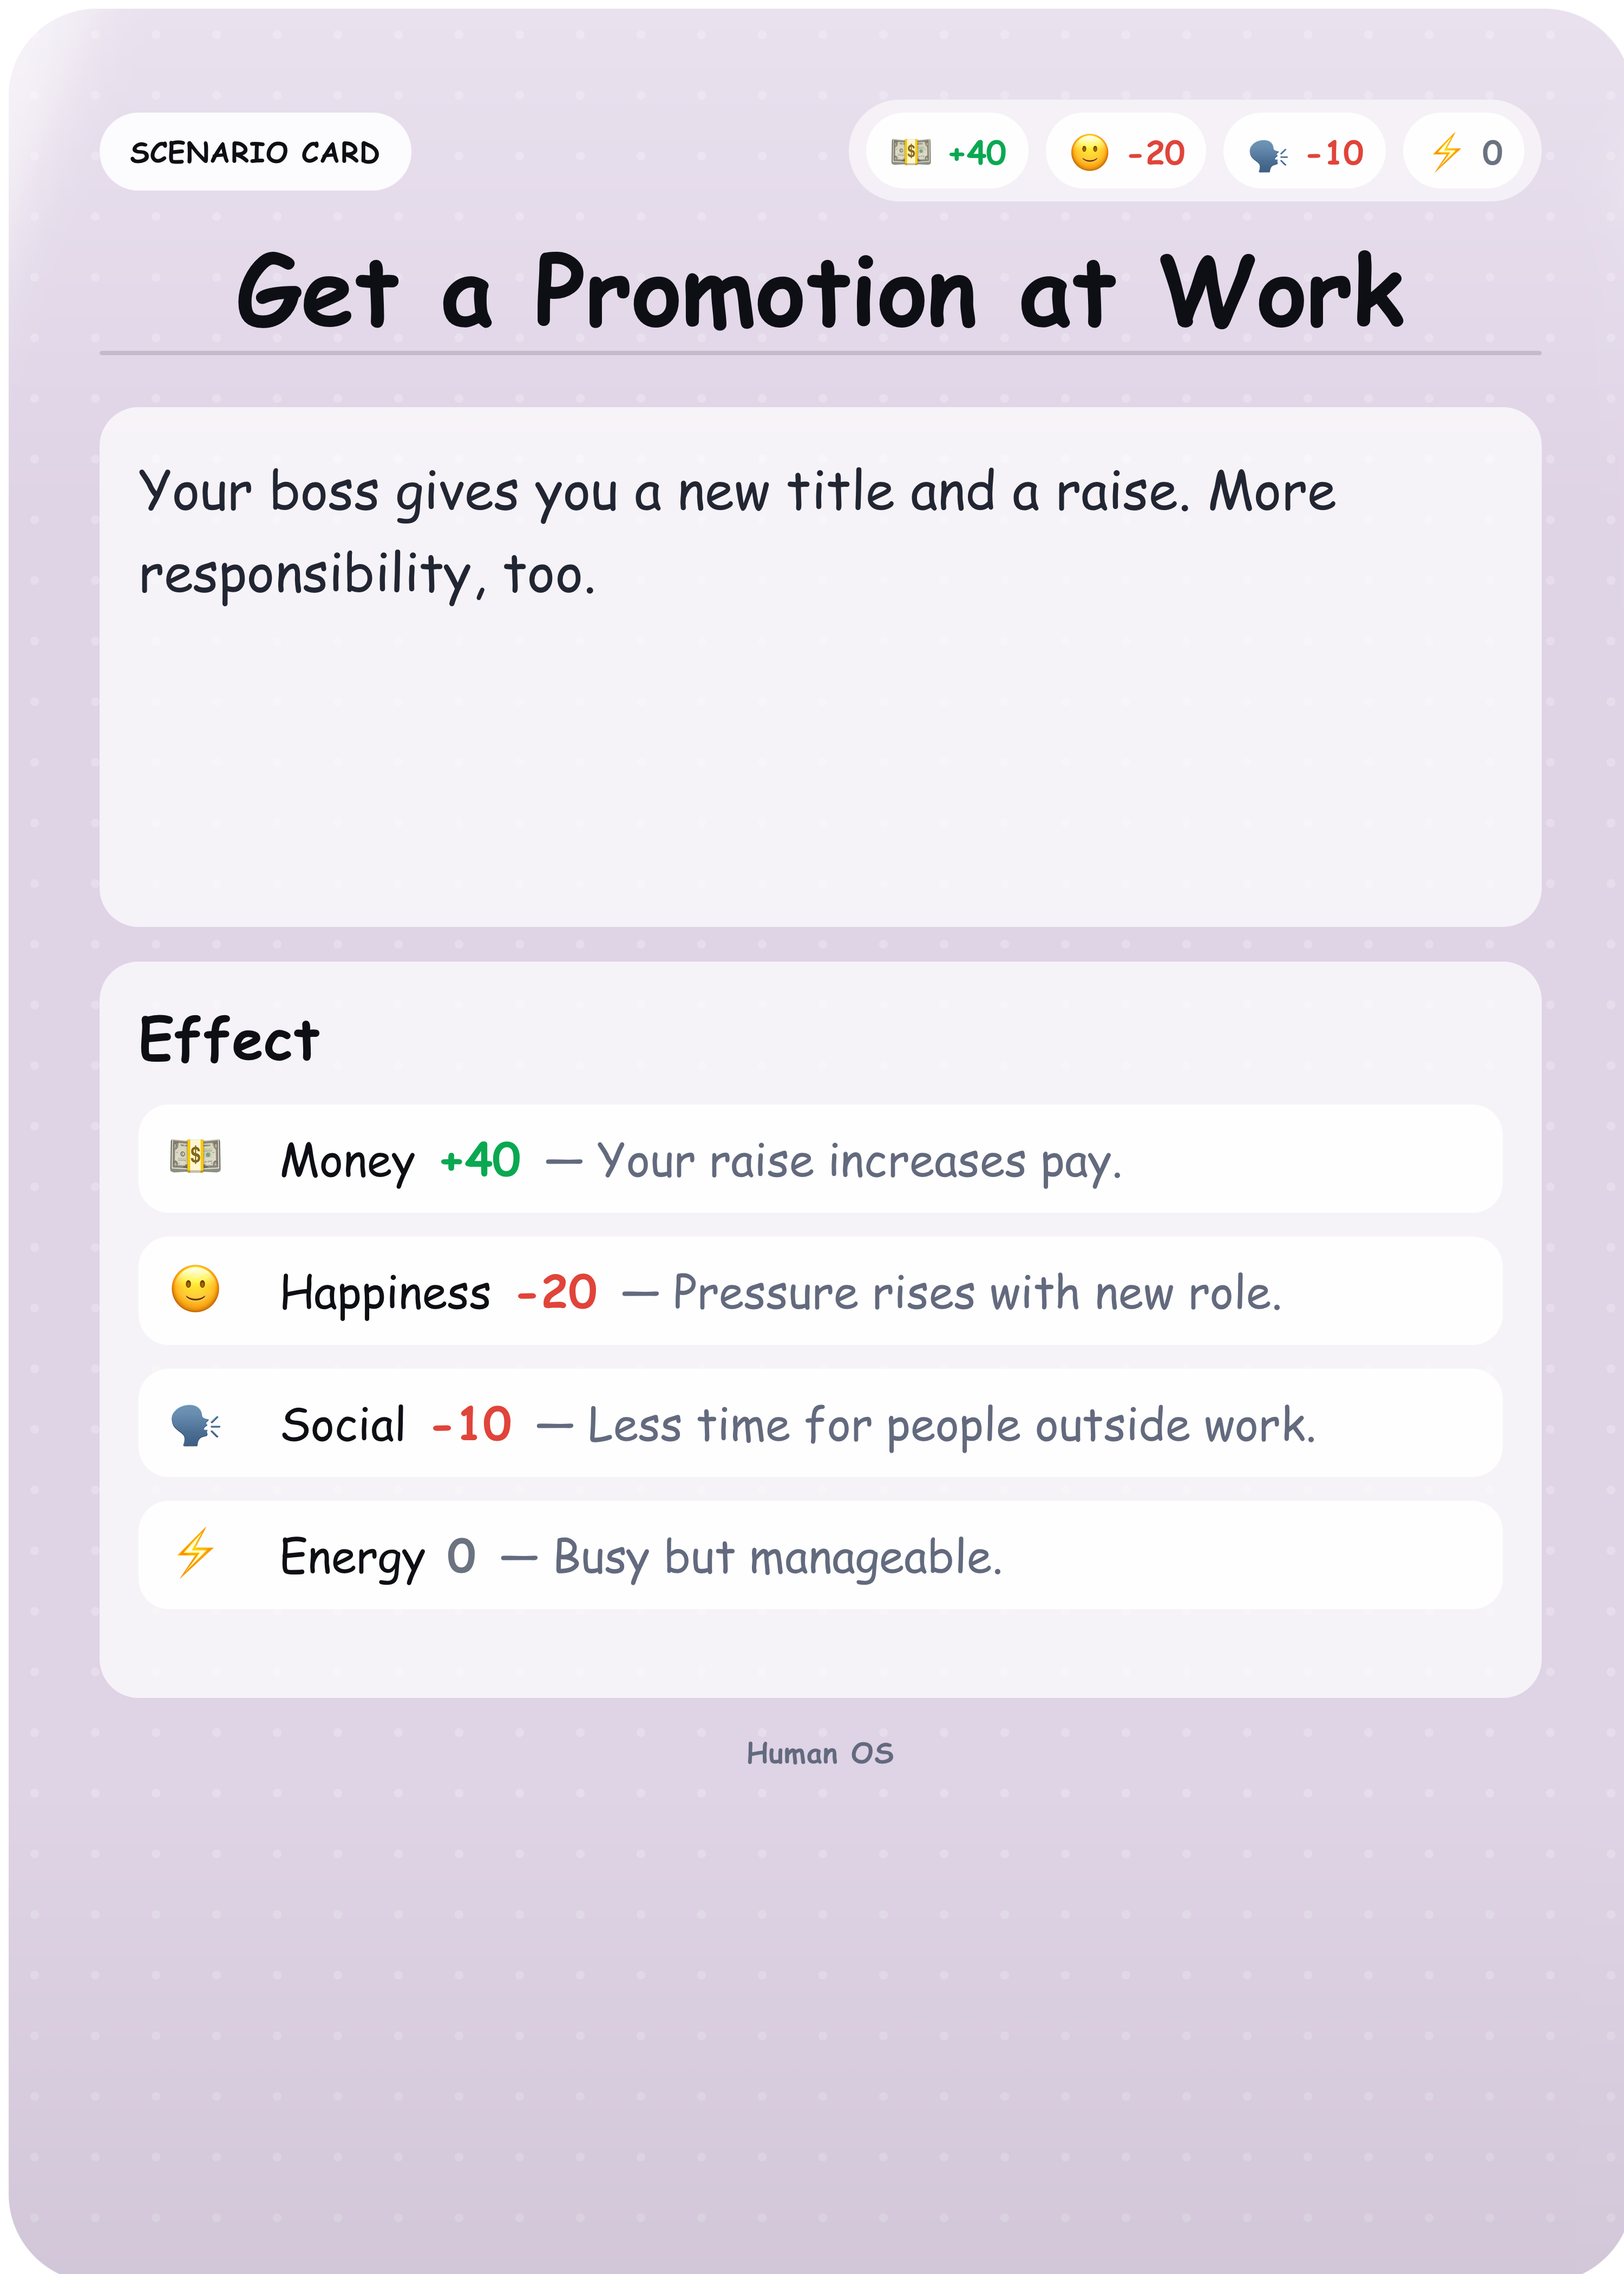 SCENARIO CARD
+40 -20 -10 0
Get a Promotion at Work
Your boss gives you a new title and a raise. More
responsibility, too.
Effect
Money +40 — Your raise increases pay.
Happiness -20 — Pressure rises with new role.
Social -10 — Less time for people outside work.
Energy 0 — Busy but manageable.
Human OS